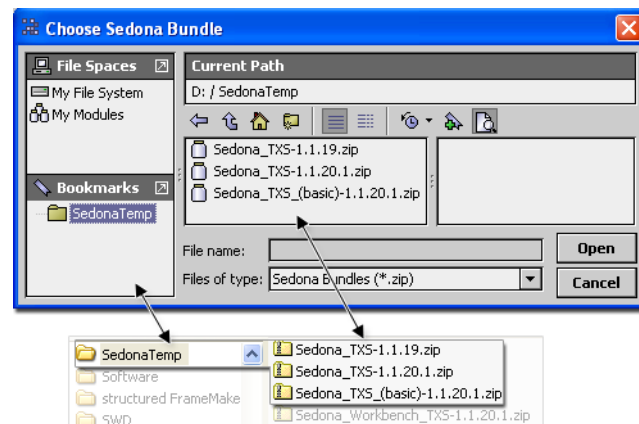 Choose Sedona Bundle
File Spaces
My File System
My Modules
Bookmarks
SedonaTemp
Current Path
D: / SedonaTemp
Sedona_TXS-1.1.19.zip
Sedona_TXS-1.1.20.1.zip
Sedona_TXS_(basic)-1.1.20.1.zip
File name:
Open
Files of type: Sedona Bundles (*.zip)
Cancel
SedonaTemp
Software
structured FrameMake
SWD
Sedona_TXS-1.1.19.zip
Sedona_TXS-1.1.20.1.zip
Sedona_TXS_(basic)-1.1.20.1.zip
Sedona_Workbench_TXS-1.1.20.1.zip